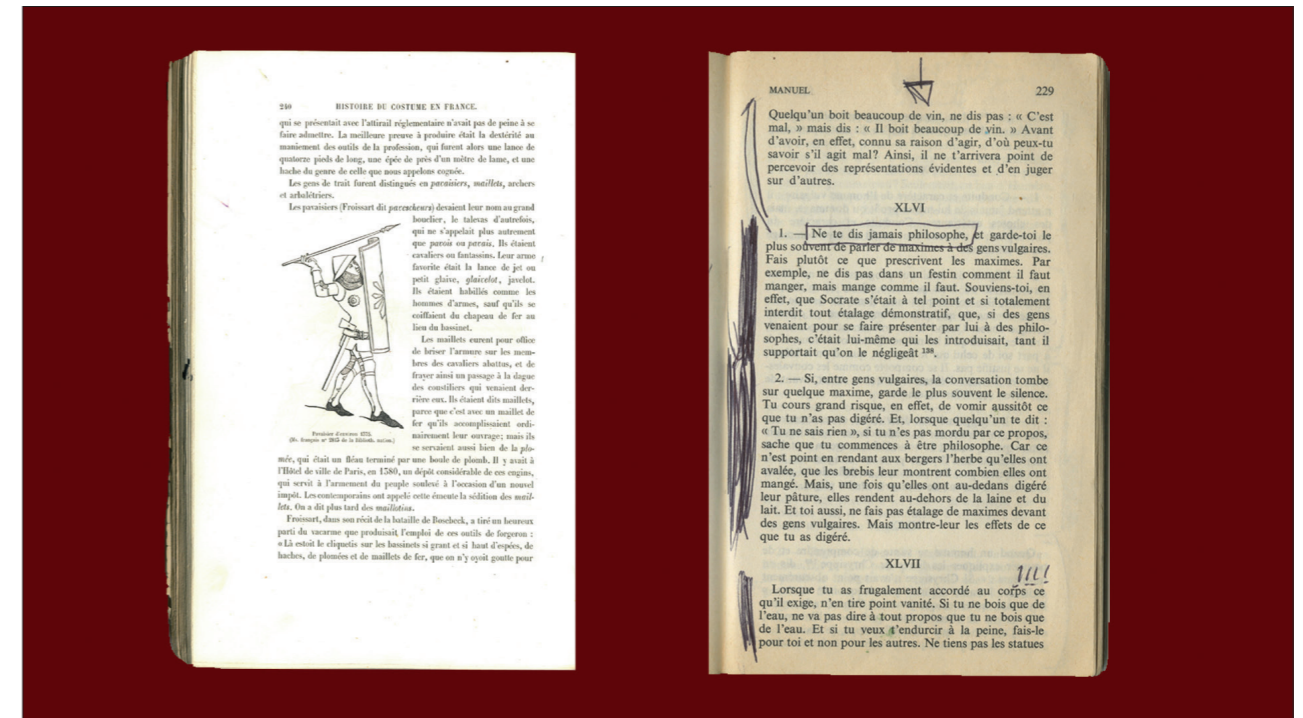 240 HISTOIRE DU COSTUME EN FRANCE.
qui se présentait avec l'attirail réglementaire n'avait pas de peine à se
faire admettre. La meilleure preuve à produire était la dextérité au
maniement des outils de la profession, qui furent alors une lance de
quatorze pieds de long, une épée de près d'un mètre de lame, et une
hache du genre de celle que nous appelons cognée.
Les gens de trait furent distingués en pavaisiers, maillets, archers
et arbalétriers.
Les pavaisiers (Froissart dit pavescheurs) devaient leur nom au grand
bouclier, le talevas d'autrefois,
qui ne s'appelait plus autrement
que pavois ou pavais. Ils étaient
cavaliers ou fantassins. Leur arme
favorite était la lance de jet ou
petit glaive, glaicelot, javelot.
Ils étaient habillés comme les
hommes d'armes, sauf qu'ils se
coiffaient du chapeau de fer au
lieu du bassinet.
Les maillets eurent pour office
de briser l'armure sur les mem-
bres des cavaliers abattus, et de
frayer ainsi un passage à la dague
des coustiliers qui venaient der-
rière eux. Ils étaient dits maillets,
parce que c'est avec un maillet de
fer qu'ils accomplissaient ordi-
nairement leur ouvrage; mais ils
se servaient aussi bien de la plo-
Pavaisier d'environ 1375.
(Ms. français nº 2813 de la Biblioth. nation.)
mée, qui était un fléau terminé par une boule de plomb. Il y avait à
l'Hôtel de ville de Paris, en 1380, un dépôt considérable de ces engins,
qui servit à l'armement du peuple soulevé à l'occasion d'un nouvel
impôt. Les contemporains ont appelé cette émeute la sédition des mail-
lets. On a dit plus tard des maillotins.
Froissart, dans son récit de la bataille de Rosebeck, a tiré un heureux
parti du vacarme que produisait l'emploi de ces outils de forgeron :
« Là estoit le cliquetis sur les bassinets si grant et si haut d'espées, de
haches, de plomées et de maillets de fer, que on n'y oyoit goutte pour
MANUEL 229
Quelqu'un boit beaucoup de vin, ne dis pas : « C'est
mal, » mais dis : « Il boit beaucoup de vin. » Avant
d'avoir, en effet, connu sa raison d'agir, d'où peux-tu
savoir s'il agit mal? Ainsi, il ne t'arrivera point de
percevoir des représentations évidentes et d'en juger
sur d'autres.
XLVI
1. — Ne te dis jamais philosophe, et garde-toi le
plus souvent de parler de maximes à des gens vulgaires.
Fais plutôt ce que prescrivent les maximes. Par
exemple, ne dis pas dans un festin comment il faut
manger, mais mange comme il faut. Souviens-toi, en
effet, que Socrate s'était à tel point et si totalement
interdit tout étalage démonstratif, que, si des gens
venaient pour se faire présenter par lui à des philo-
sophes, c'était lui-même qui les introduisait, tant il
supportait qu'on le négligeât 138.
2. — Si, entre gens vulgaires, la conversation tombe
sur quelque maxime, garde le plus souvent le silence.
Tu cours grand risque, en effet, de vomir aussitôt ce
que tu n'as pas digéré. Et, lorsque quelqu'un te dit :
« Tu ne sais rien », si tu n'es pas mordu par ce propos,
sache que tu commences à être philosophe. Car ce
n'est point en rendant aux bergers l'herbe qu'elles ont
avalée, que les brebis leur montrent combien elles ont
mangé. Mais, une fois qu'elles ont au-dedans digéré
leur pâture, elles rendent au-dehors de la laine et du
lait. Et toi aussi, ne fais pas étalage de maximes devant
des gens vulgaires. Mais montre-leur les effets de ce
que tu as digéré.
XLVII
!!!
Lorsque tu as frugalement accordé au corps ce
qu'il exige, n'en tire point vanité. Si tu ne bois que de
l'eau, ne va pas dire à tout propos que tu ne bois que
de l'eau. Et si tu veux t'endurcir à la peine, fais-le
pour toi et non pour les autres. Ne tiens pas les statues